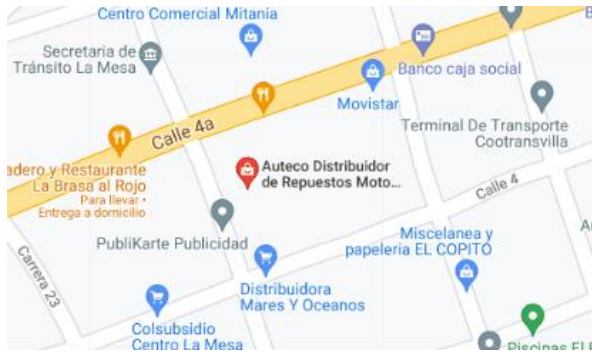 Centro Comercial Mitania
Secretaria de
Tránsito La Mesa
Banco caja social
Movistar
Calle 4a
Terminal De Transporte
Cootransvilla
Auteco Distribuidor
de Repuestos Moto...
adero y Restaurante
La Brasa al Rojo
Para llevar •
Entrega a domicilio
Calle 4
PubliKarte Publicidad
Miscelanea y
papeleria EL COPITO
Carrera 23
Distribuidora
Mares Y Oceanos
Colsubsidio
Centro La Mesa
Piscinas El